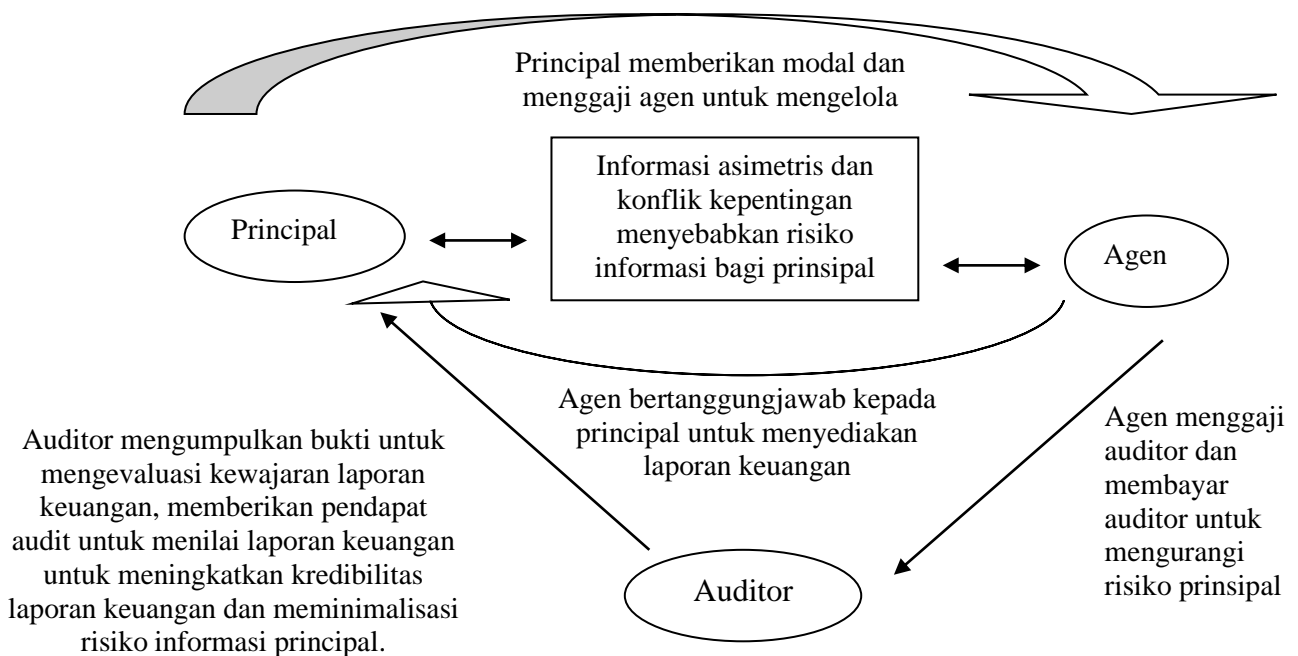 Principal memberikan modal dan
menggaji agen untuk mengelola
Informasi asimetris dan
konflik kepentingan
menyebabkan risiko
informasi bagi prinsipal
Principal
Agen
Agen bertanggungjawab kepada
principal untuk menyediakan
laporan keuangan
Agen menggaji
auditor dan
membayar
auditor untuk
mengurangi
risiko prinsipal
Auditor mengumpulkan bukti untuk
mengevaluasi kewajaran laporan
keuangan, memberikan pendapat
audit untuk menilai laporan keuangan
untuk meningkatkan kredibilitas
laporan keuangan dan meminimalisasi
risiko informasi principal.
Auditor